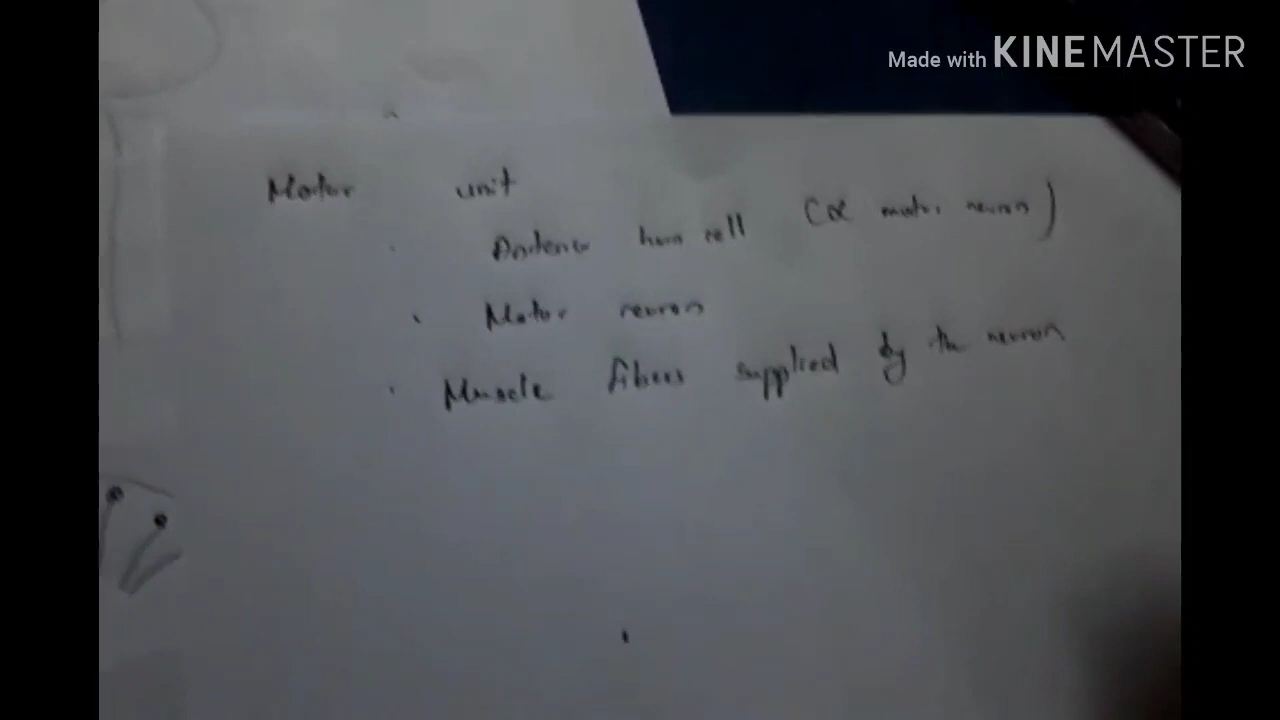 Made with KINEMASTER
Motor unit
Anterior horn cell (α motor neuron)
Motor neuron
Muscle fibers supplied by the neuron